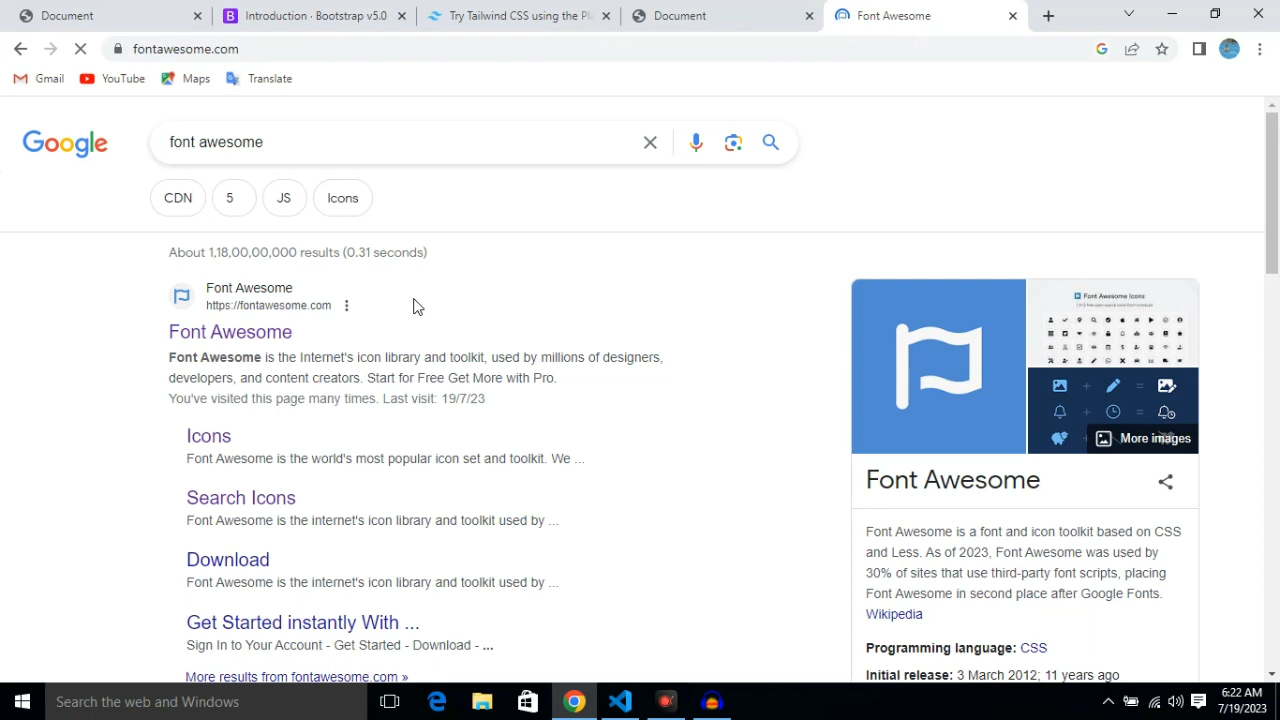 Document
Introduction · Bootstrap v5.0
Try Tailwind CSS using the Pla
Document
Font Awesome
fontawesome.com
Gmail
YouTube
Maps
Translate
Google
font awesome
CDN
5
JS
Icons
About 1,18,00,00,000 results (0.31 seconds)
Font Awesome
https://fontawesome.com
Font Awesome
Font Awesome is the Internet's icon library and toolkit, used by millions of designers,
developers, and content creators. Start for Free Get More with Pro.
You've visited this page many times. Last visit: 19/7/23
Icons
Font Awesome is the world's most popular icon set and toolkit. We ...
Search Icons
Font Awesome is the internet's icon library and toolkit used by ...
Download
Font Awesome is the internet's icon library and toolkit used by ...
Get Started instantly With ...
Sign In to Your Account - Get Started - Download - ...
More results from fontawesome.com »
Font Awesome Icons
More images
Font Awesome
Font Awesome is a font and icon toolkit based on CSS
and Less. As of 2023, Font Awesome was used by
30% of sites that use third-party font scripts, placing
Font Awesome in second place after Google Fonts.
Wikipedia
Programming language: CSS
Initial release: 3 March 2012; 11 years ago
Search the web and Windows
6:22 AM
7/19/2023